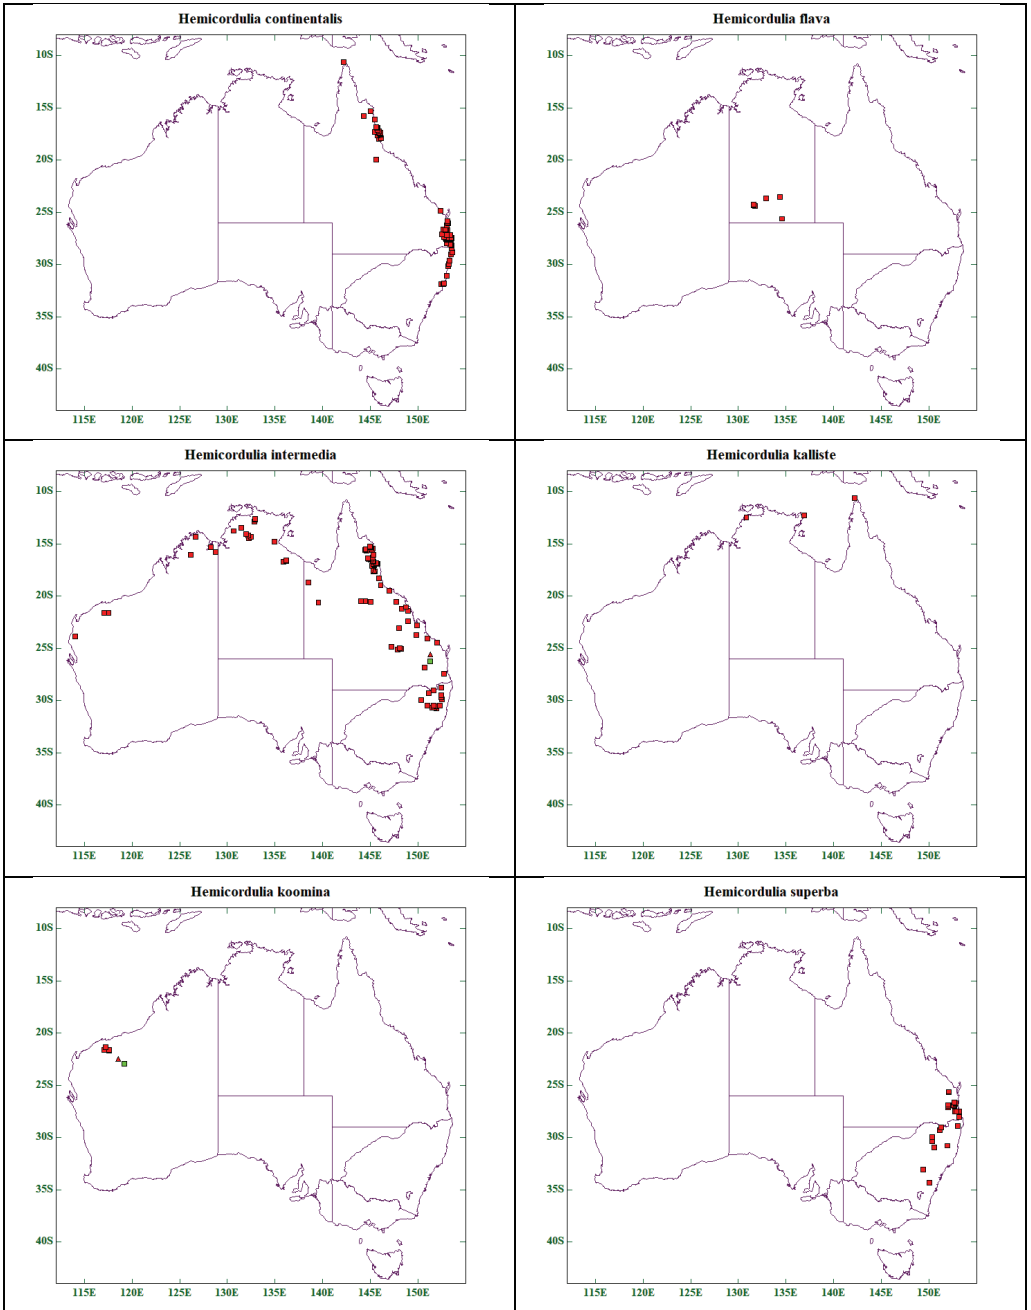 Hemicordulia continentalis
10S
15S
20S
25S
30S
35S
40S
115E 120E 125E 130E 135E 140E 145E 150E
Hemicordulia flava
10S
15S
20S
25S
30S
35S
40S
115E 120E 125E 130E 135E 140E 145E 150E
Hemicordulia intermedia
10S
15S
20S
25S
30S
35S
40S
115E 120E 125E 130E 135E 140E 145E 150E
Hemicordulia kalliste
10S
15S
20S
25S
30S
35S
40S
115E 120E 125E 130E 135E 140E 145E 150E
Hemicordulia koomina
10S
15S
20S
25S
30S
35S
40S
115E 120E 125E 130E 135E 140E 145E 150E
Hemicordulia superba
10S
15S
20S
25S
30S
35S
40S
115E 120E 125E 130E 135E 140E 145E 150E